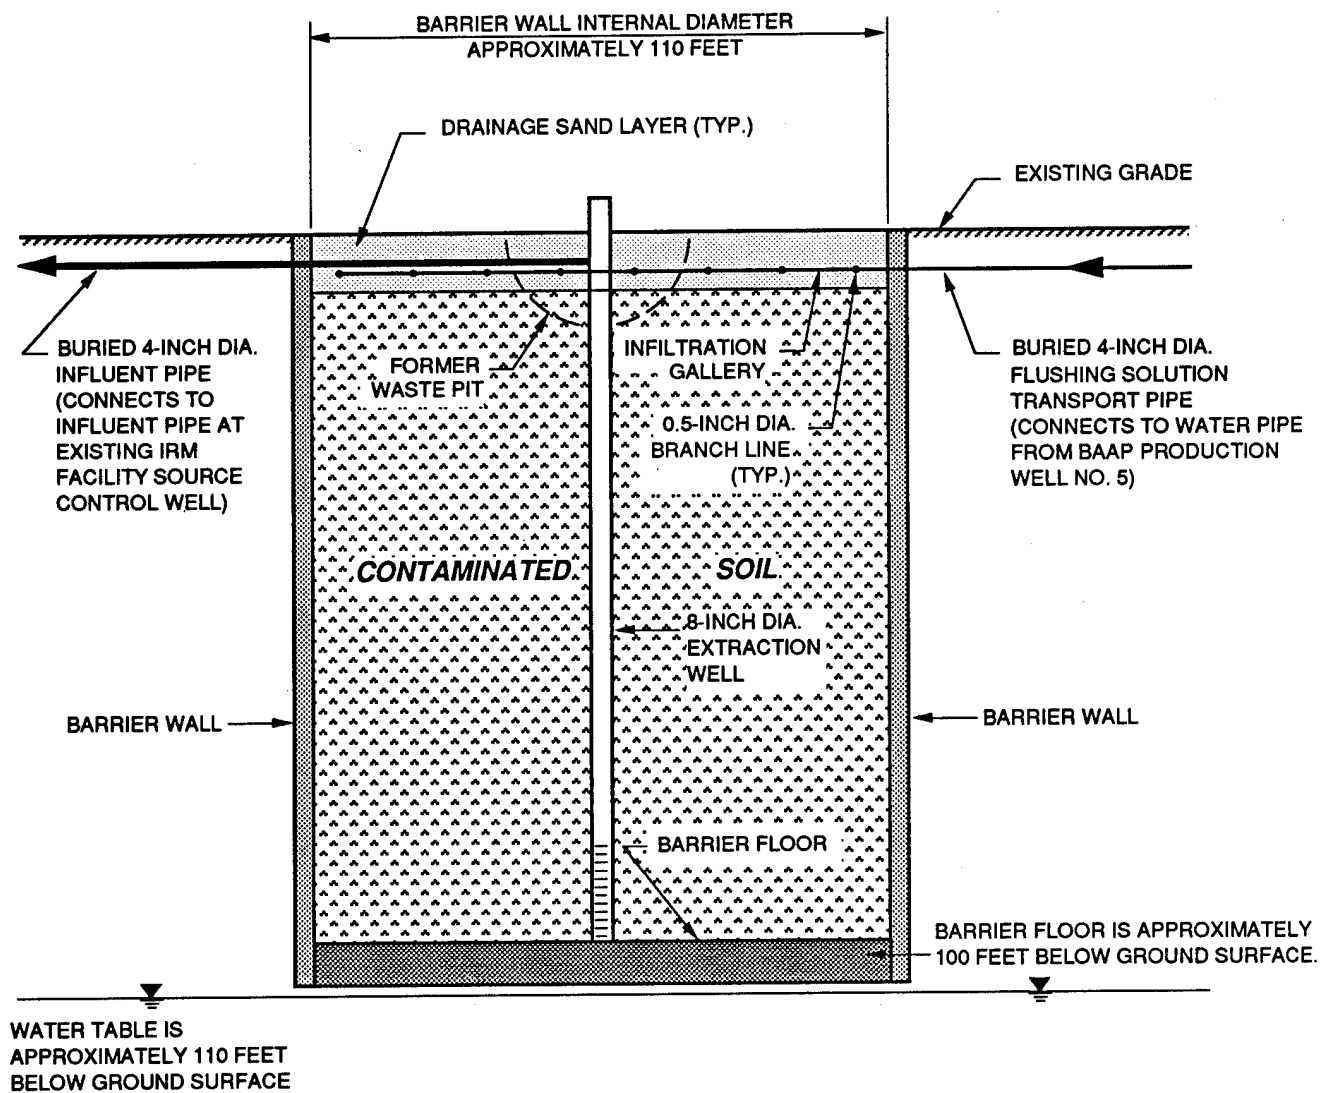 BARRIER WALL INTERNAL DIAMETER
APPROXIMATELY 110 FEET
DRAINAGE SAND LAYER (TYP.)
EXISTING GRADE
BURIED 4-INCH DIA.
INFLUENT PIPE
(CONNECTS TO
INFLUENT PIPE AT
EXISTING IRM
FACILITY SOURCE
CONTROL WELL)
FORMER
WASTE PIT
INFILTRATION
GALLERY
0.5-INCH DIA.
BRANCH LINE
(TYP.)
BURIED 4-INCH DIA.
FLUSHING SOLUTION
TRANSPORT PIPE
(CONNECTS TO WATER PIPE
FROM BAAP PRODUCTION
WELL NO. 5)
CONTAMINATED SOIL
8-INCH DIA.
EXTRACTION
WELL
BARRIER WALL
BARRIER WALL
BARRIER FLOOR
BARRIER FLOOR IS APPROXIMATELY
100 FEET BELOW GROUND SURFACE.
WATER TABLE IS
APPROXIMATELY 110 FEET
BELOW GROUND SURFACE